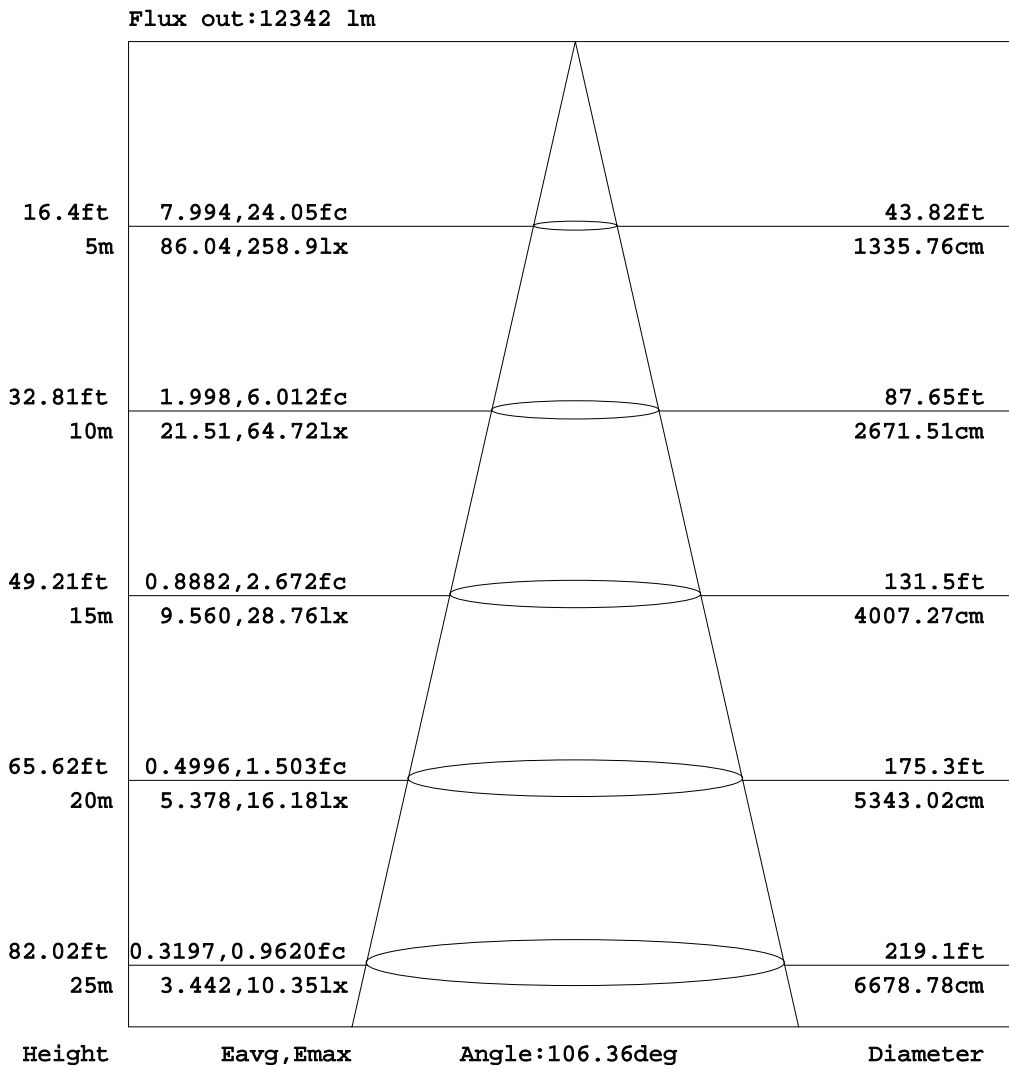 Flux out:12342 lm
16.4ft 7.994,24.05fc 43.82ft
5m 86.04,258.9lx 1335.76cm
32.81ft 1.998,6.012fc 87.65ft
10m 21.51,64.72lx 2671.51cm
49.21ft 0.8882,2.672fc 131.5ft
15m 9.560,28.76lx 4007.27cm
65.62ft 0.4996,1.503fc 175.3ft
20m 5.378,16.18lx 5343.02cm
82.02ft 0.3197,0.9620fc 219.1ft
25m 3.442,10.35lx 6678.78cm
Height Eavg,Emax Angle:106.36deg Diameter